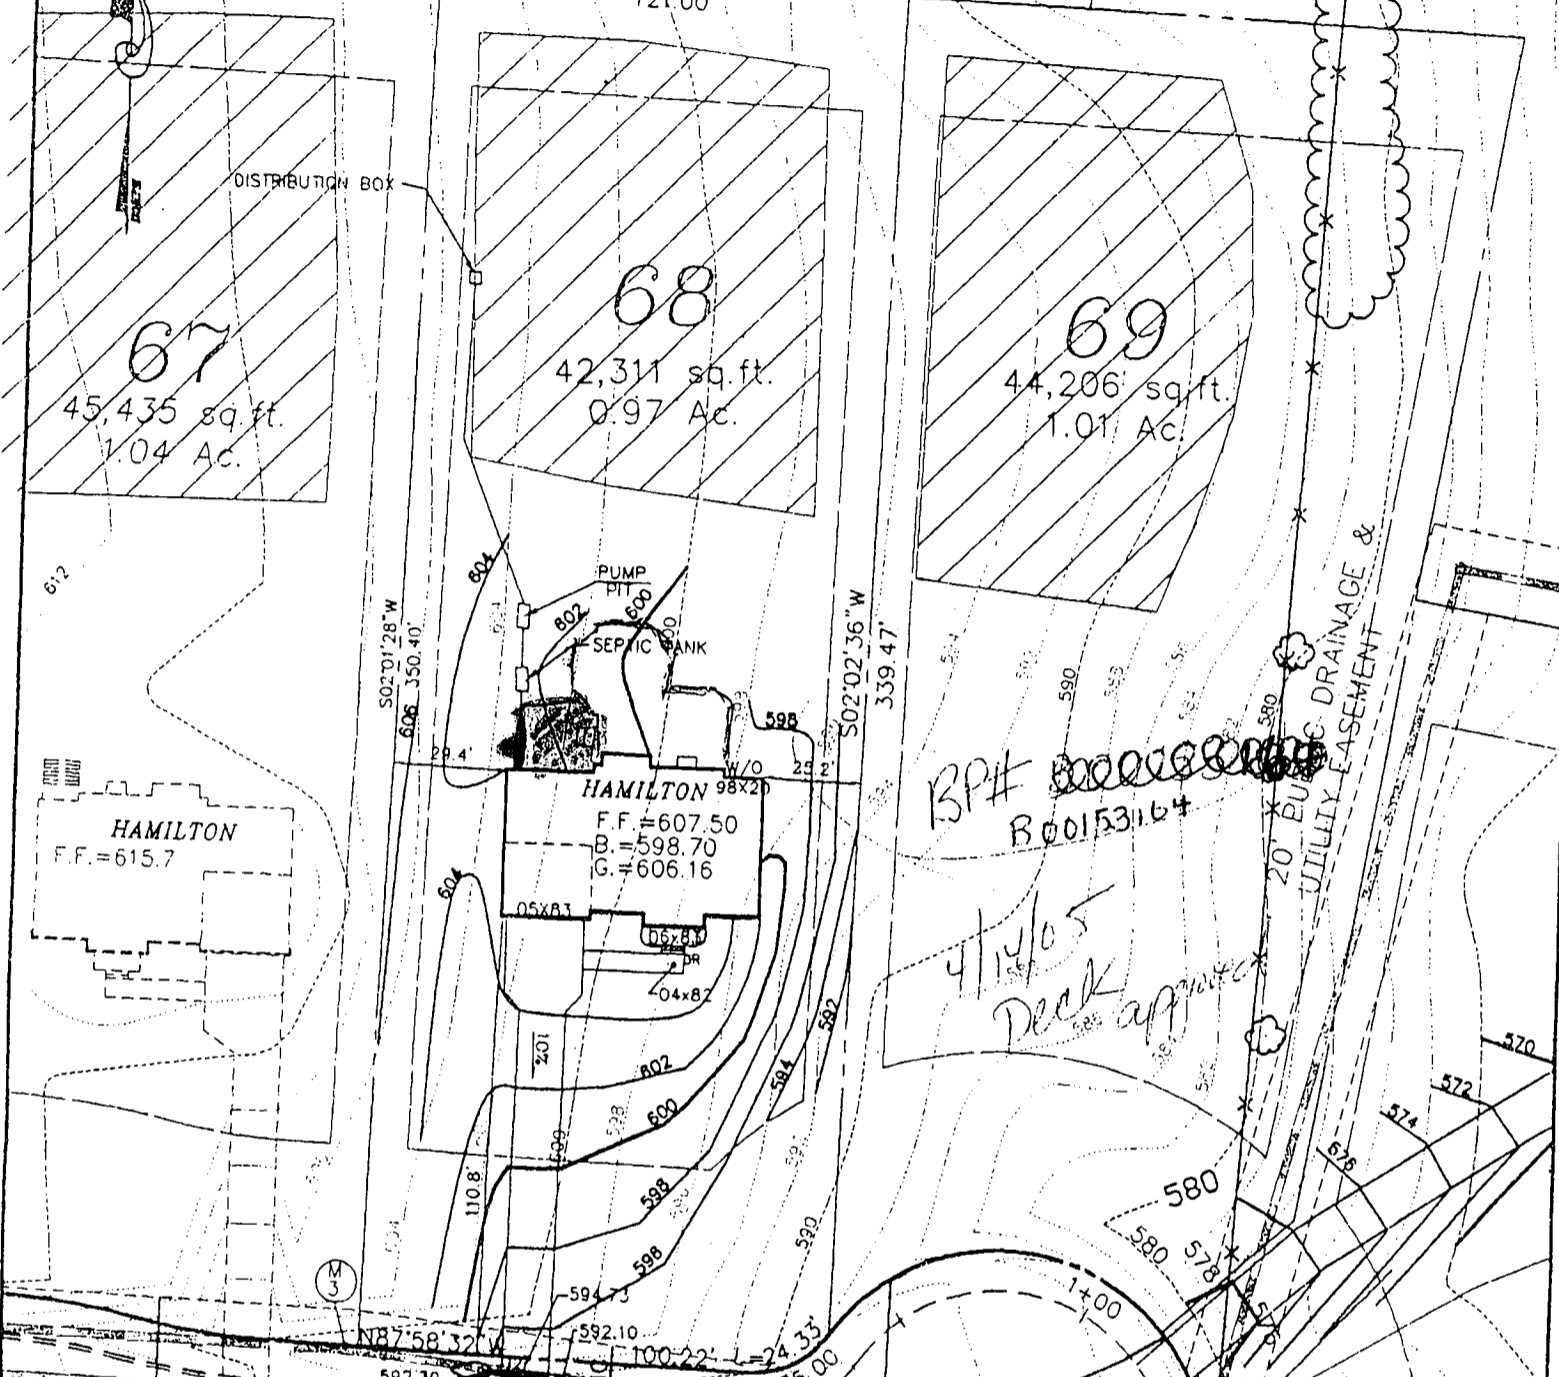 721.00
DISTRIBUTION BOX
67
45,435 sq.ft.
1.04 Ac.
68
42,311 sq.ft.
0.97 Ac.
69
44,206 sq.ft.
1.01 Ac.
612
604
PUMP
PIT
602
600
SEPTIC TANK
S02°01'28"W
350.40'
606
S02°02'36"W
339.47'
598
590
580
20' PUBLIC DRAINAGE &
UTILITY EASEMENT
29.4'
W/O
25.2'
98X20
HAMILTON
F.F.=607.50
B.=598.70
G.=606.16
HAMILTON
F.F.=615.7
BP#
B00153164
4/14/05
Deck approved
604
05X83
06x83
04x82
10%
602
600
598
598
594
592
590
110.8'
580
580
578
576
574
572
570
1+00
594.73
592.10
N87°58'32"W
100.22'
L=24.33'